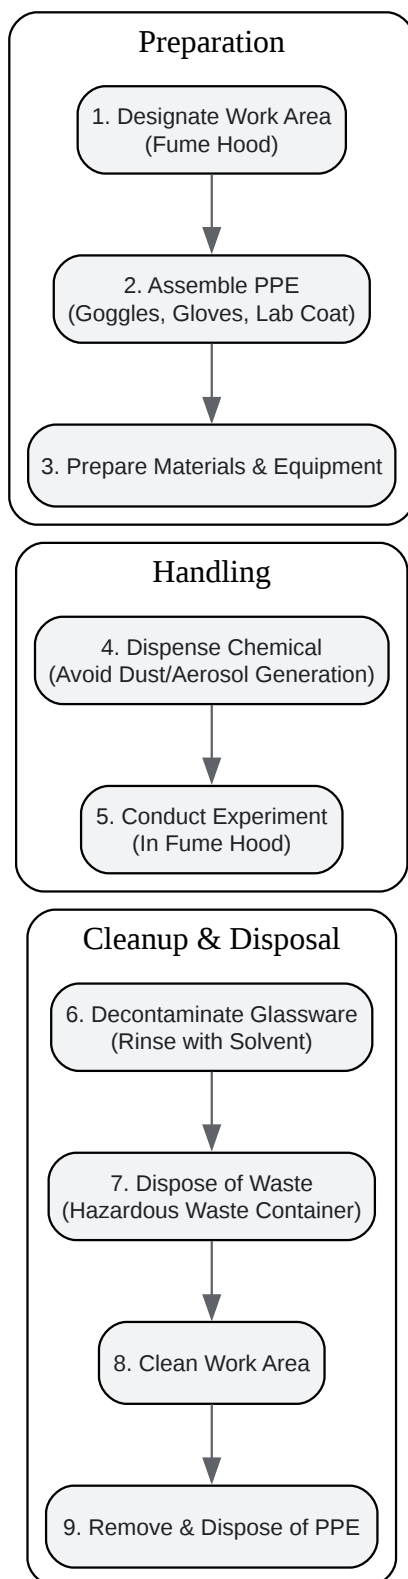 Preparation
1. Designate Work Area
(Fume Hood)
2. Assemble PPE
(Goggles, Gloves, Lab Coat)
3. Prepare Materials & Equipment
Handling
4. Dispense Chemical
(Avoid Dust/Aerosol Generation)
5. Conduct Experiment
(In Fume Hood)
Cleanup & Disposal
6. Decontaminate Glassware
(Rinse with Solvent)
7. Dispose of Waste
(Hazardous Waste Container)
8. Clean Work Area
9. Remove & Dispose of PPE